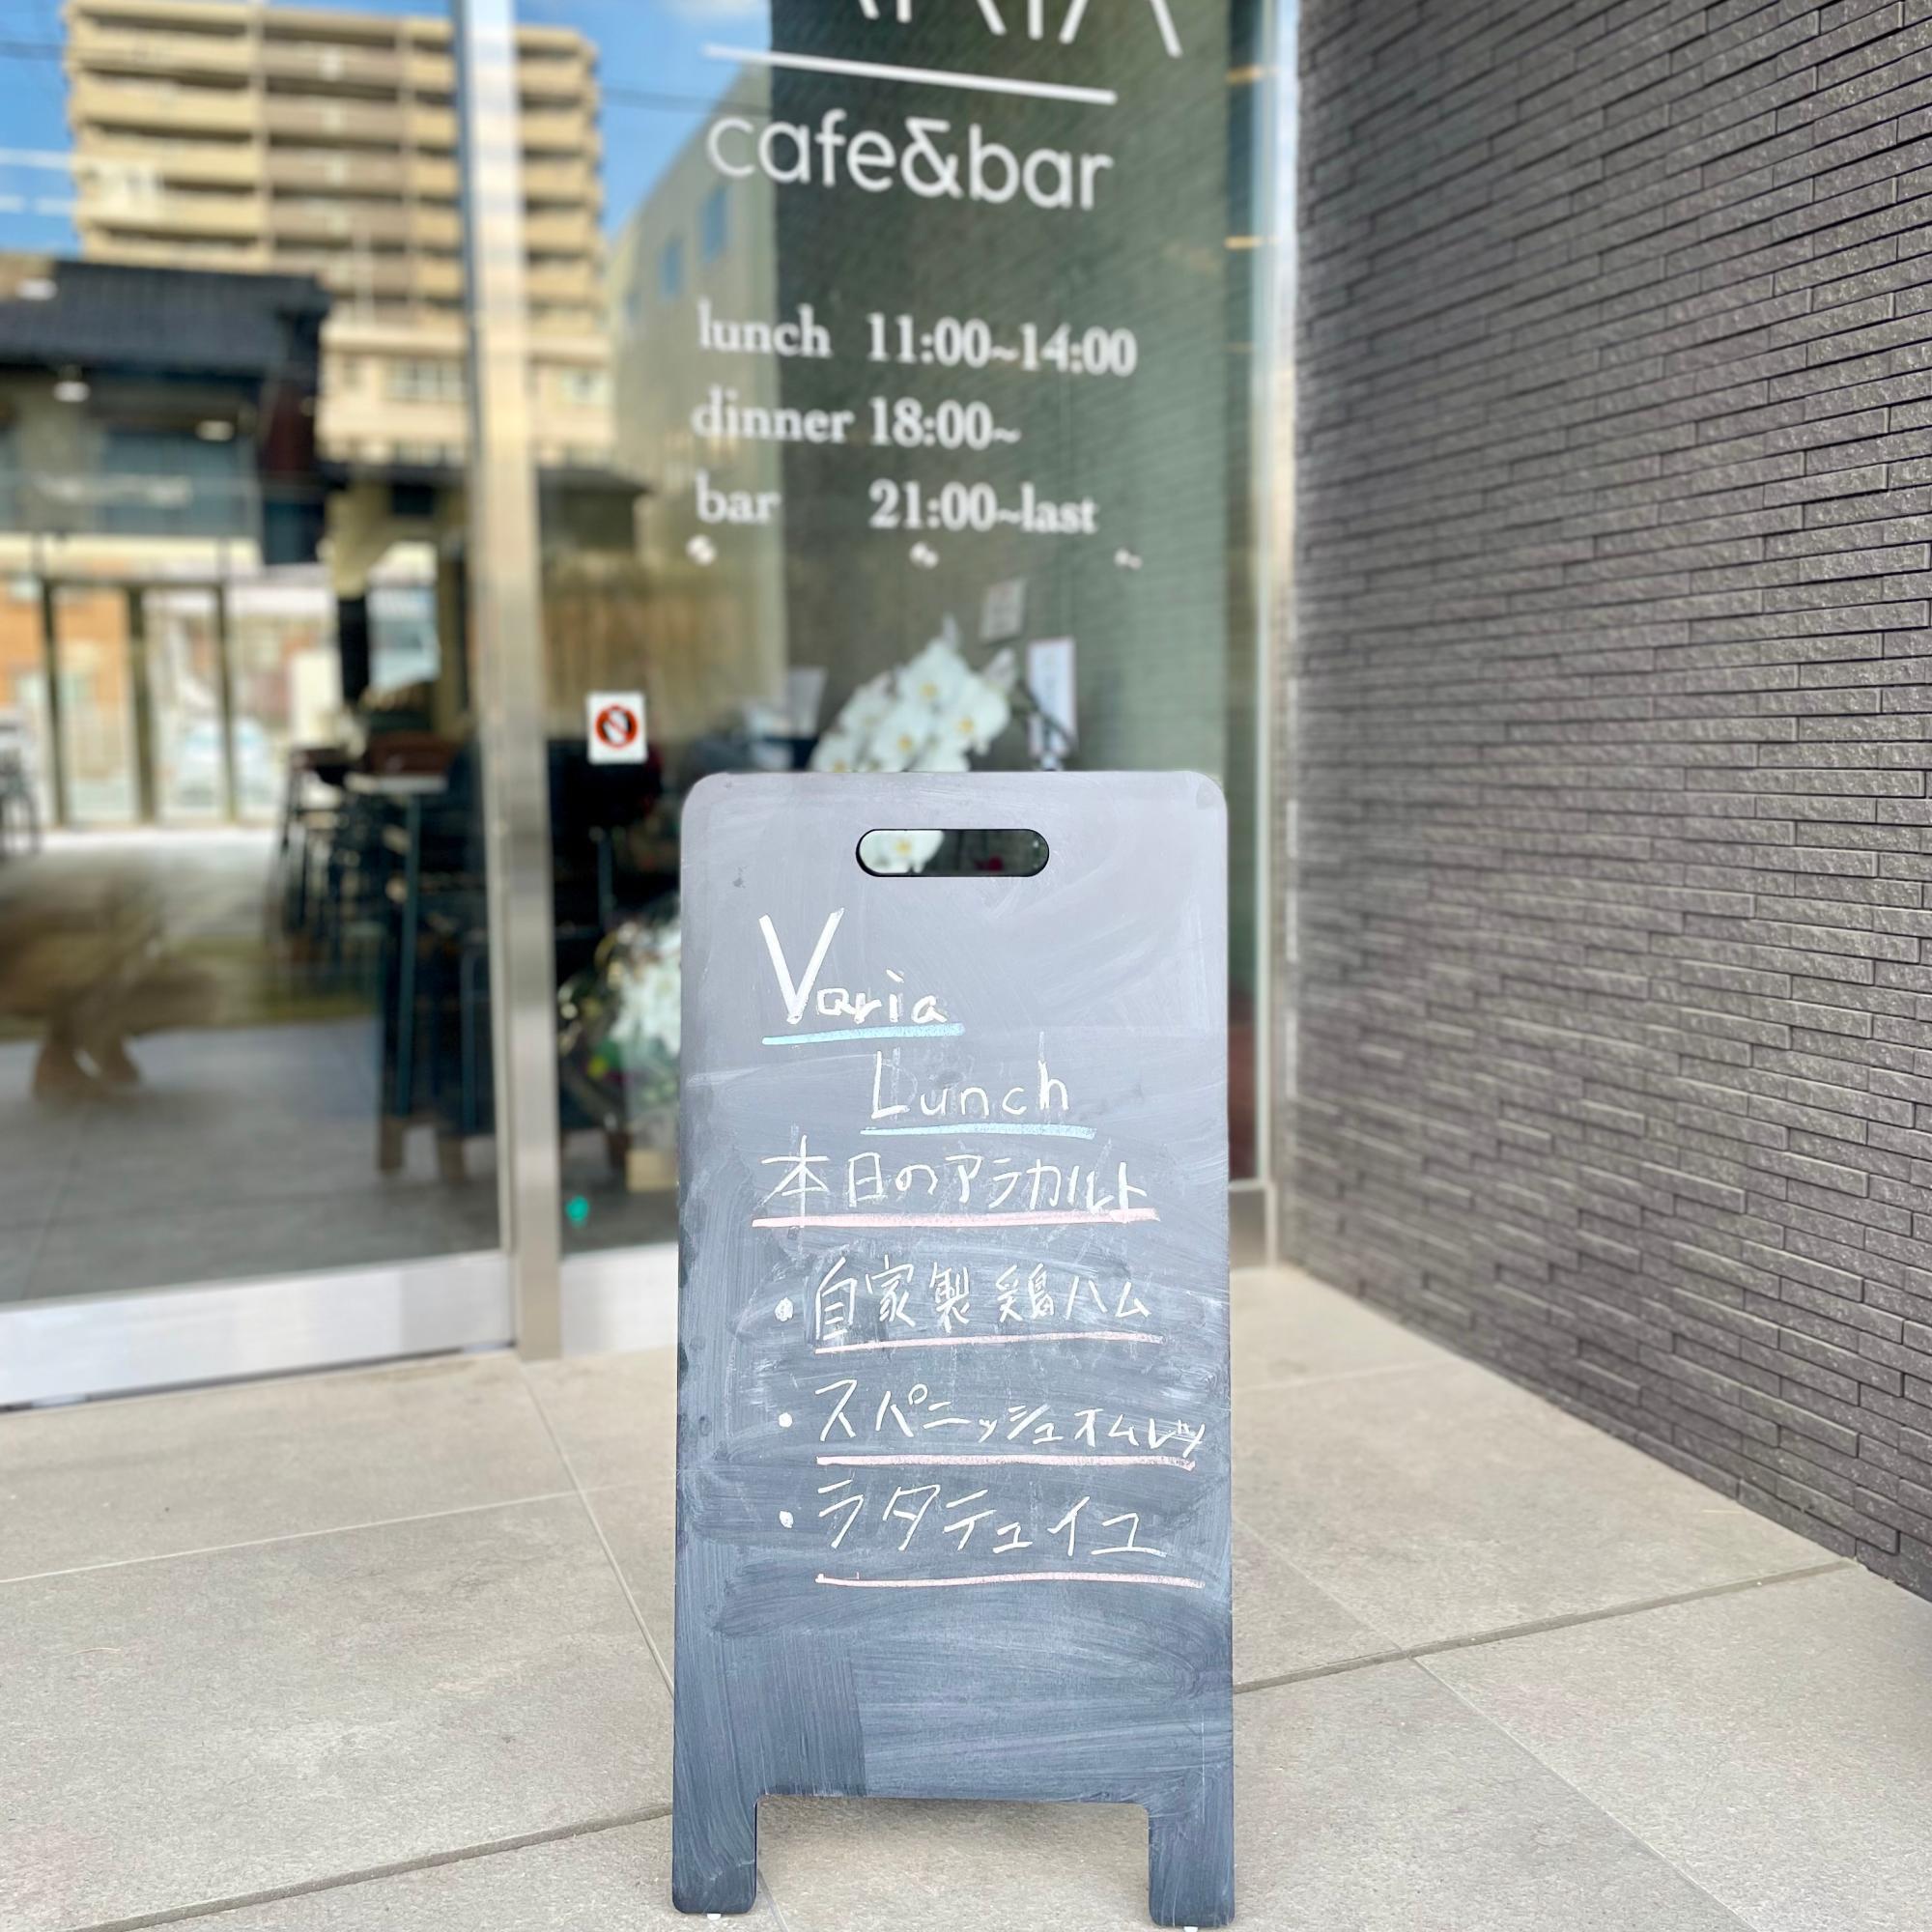 cafe&bar
lunch 11:00~14:00
dinner 18:00~
bar 21:00~last
Varia
Lunch
本日のアラカルト
・自家製鶏ハム
・スパニッシュオムレツ
・ラタテュイユ